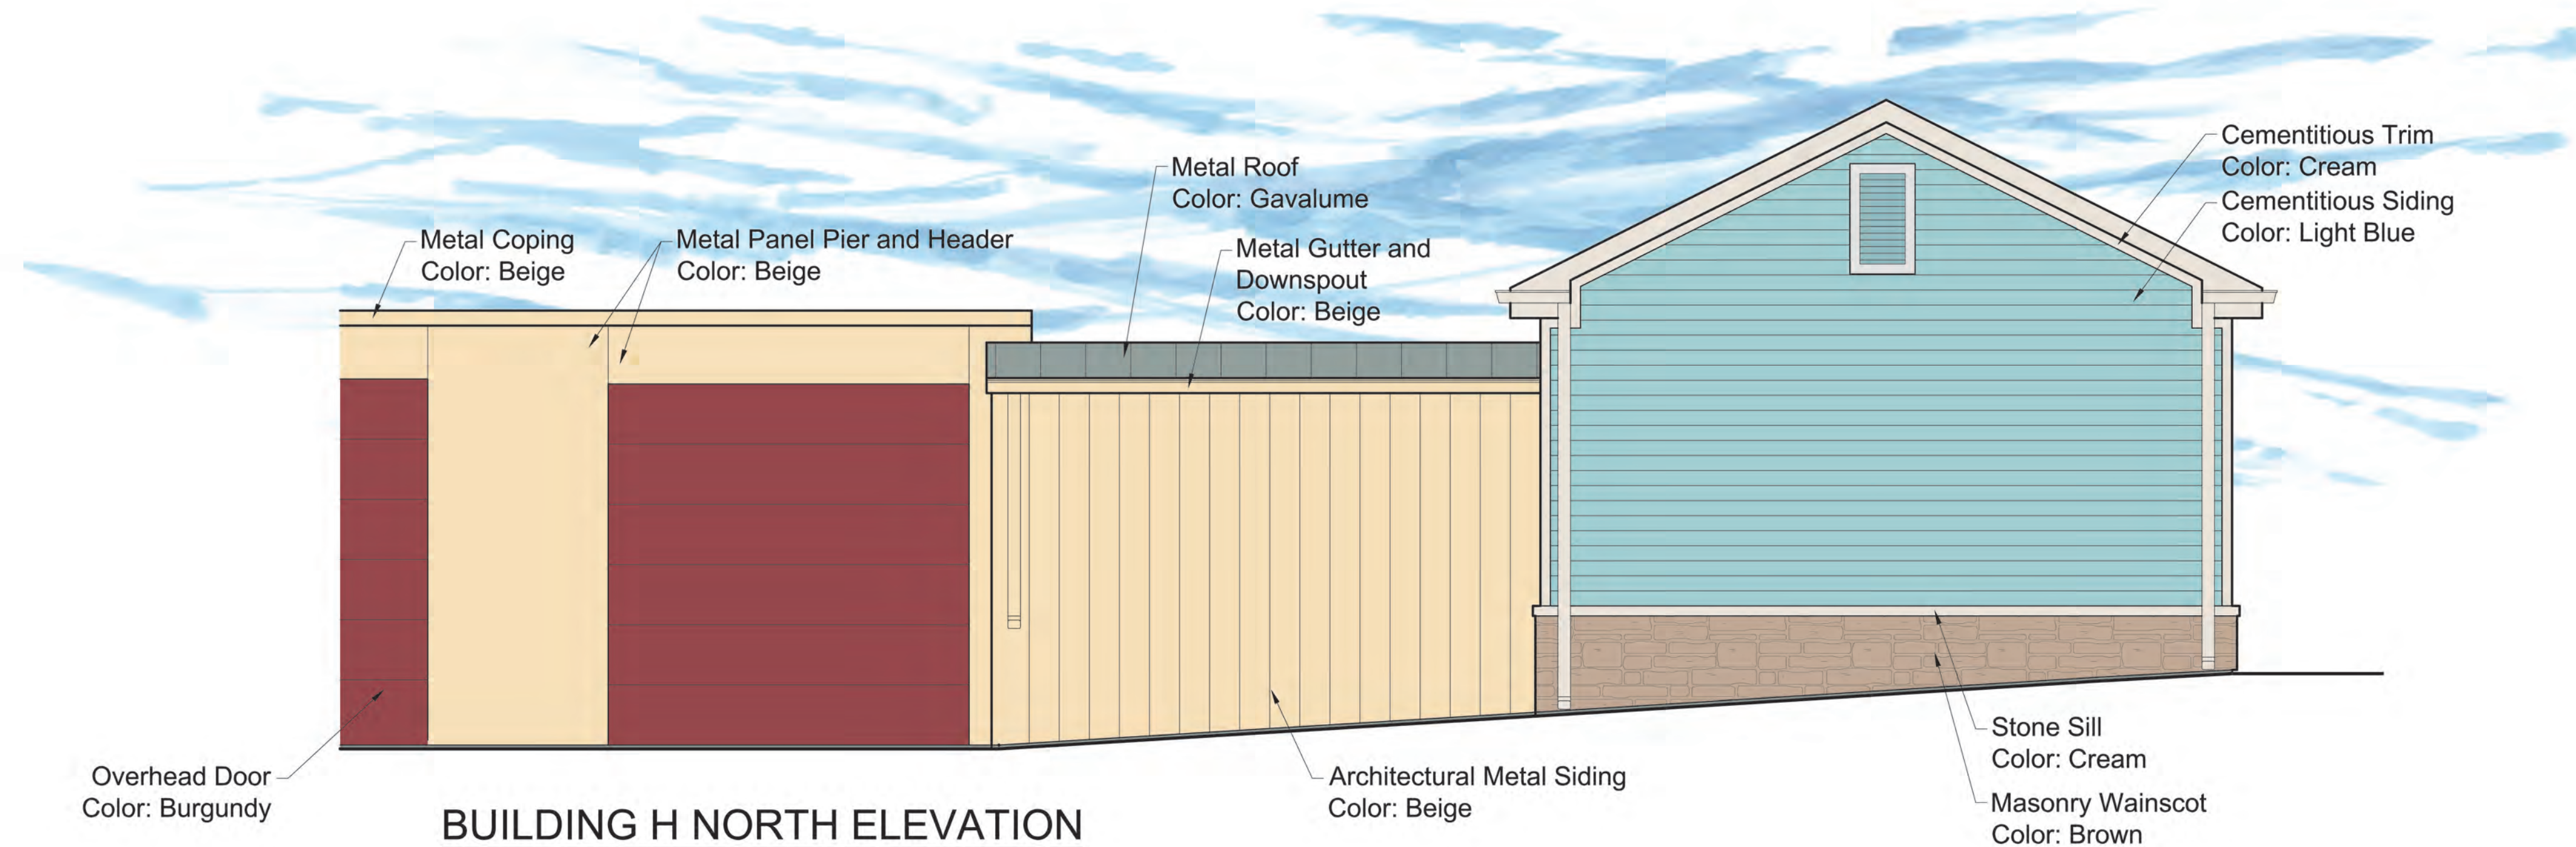 Cementitious Trim
Color: Cream
Cementitious Siding
Color: Light Blue
Metal Roof
Color: Gavalume
Metal Coping
Color: Beige
Metal Panel Pier and Header
Color: Beige
Metal Gutter and
Downspout
Color: Beige
Stone Sill
Color: Cream
Overhead Door
Color: Burgundy
Architectural Metal Siding
Color: Beige
Masonry Wainscot
Color: Brown
BUILDING H NORTH ELEVATION